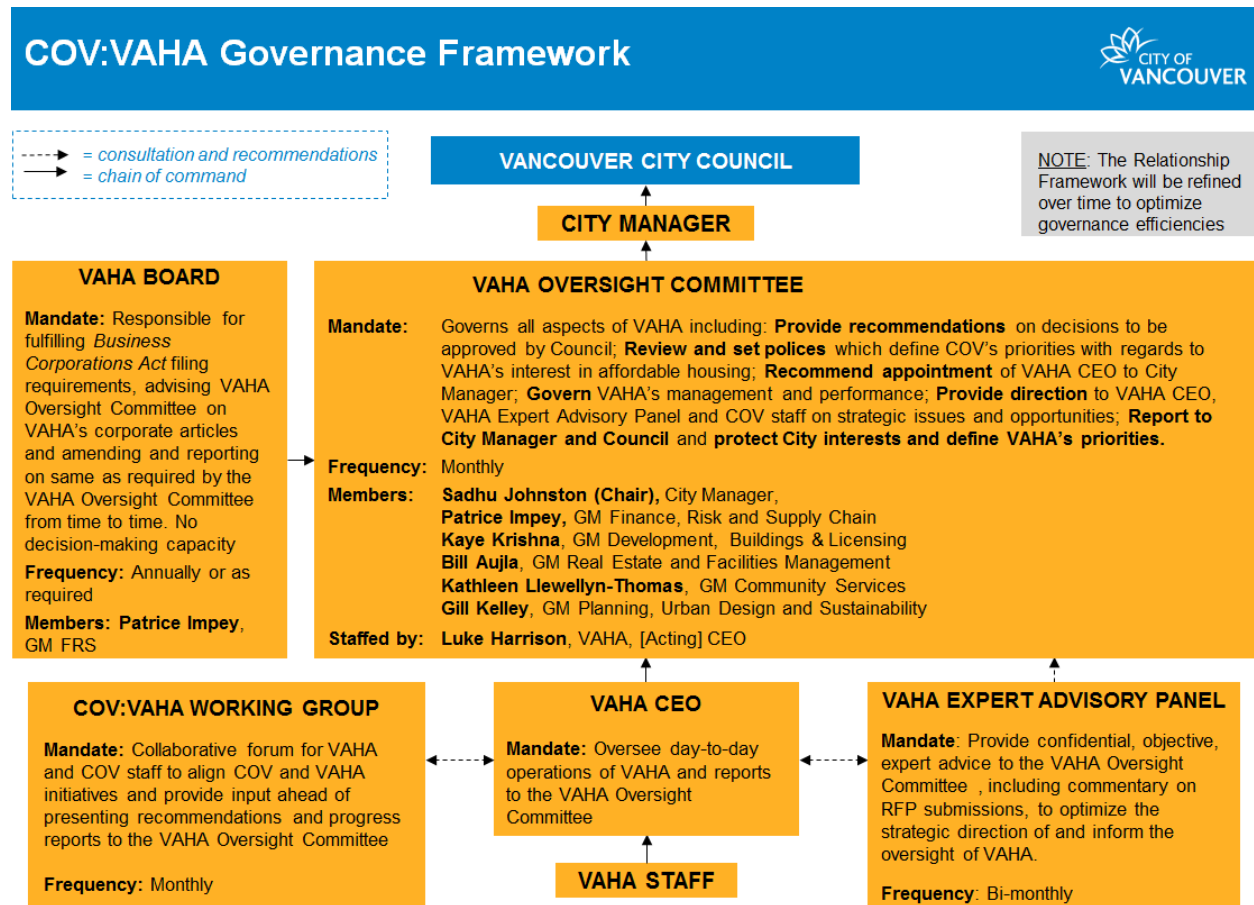 COV:VAHA Governance Framework
CITY OF
VANCOUVER
= consultation and recommendations
= chain of command
VANCOUVER CITY COUNCIL
NOTE: The Relationship
Framework will be refined
over time to optimize
governance efficiencies
CITY MANAGER
VAHA BOARD
Mandate: Responsible for
fulfilling Business
Corporations Act filing
requirements, advising VAHA
Oversight Committee on
VAHA's corporate articles
and amending and reporting
on same as required by the
VAHA Oversight Committee
from time to time. No
decision-making capacity
Frequency: Annually or as
required
Members: Patrice Impey,
GM FRS
VAHA OVERSIGHT COMMITTEE
Mandate: Governs all aspects of VAHA including: Provide recommendations on decisions to be
approved by Council; Review and set polices which define COV's priorities with regards to
VAHA's interest in affordable housing; Recommend appointment of VAHA CEO to City
Manager; Govern VAHA's management and performance; Provide direction to VAHA CEO,
VAHA Expert Advisory Panel and COV staff on strategic issues and opportunities; Report to
City Manager and Council and protect City interests and define VAHA's priorities.
Frequency: Monthly
Members: Sadhu Johnston (Chair), City Manager,
Patrice Impey, GM Finance, Risk and Supply Chain
Kaye Krishna, GM Development, Buildings & Licensing
Bill Aujla, GM Real Estate and Facilities Management
Kathleen Llewellyn-Thomas, GM Community Services
Gill Kelley, GM Planning, Urban Design and Sustainability
Staffed by: Luke Harrison, VAHA, [Acting] CEO
COV:VAHA WORKING GROUP
Mandate: Collaborative forum for VAHA
and COV staff to align COV and VAHA
initiatives and provide input ahead of
presenting recommendations and progress
reports to the VAHA Oversight Committee
Frequency: Monthly
VAHA CEO
Mandate: Oversee day-to-day
operations of VAHA and reports
to the VAHA Oversight
Committee
VAHA STAFF
VAHA EXPERT ADVISORY PANEL
Mandate: Provide confidential, objective,
expert advice to the VAHA Oversight
Committee , including commentary on
RFP submissions, to optimize the
strategic direction of and inform the
oversight of VAHA.
Frequency: Bi-monthly